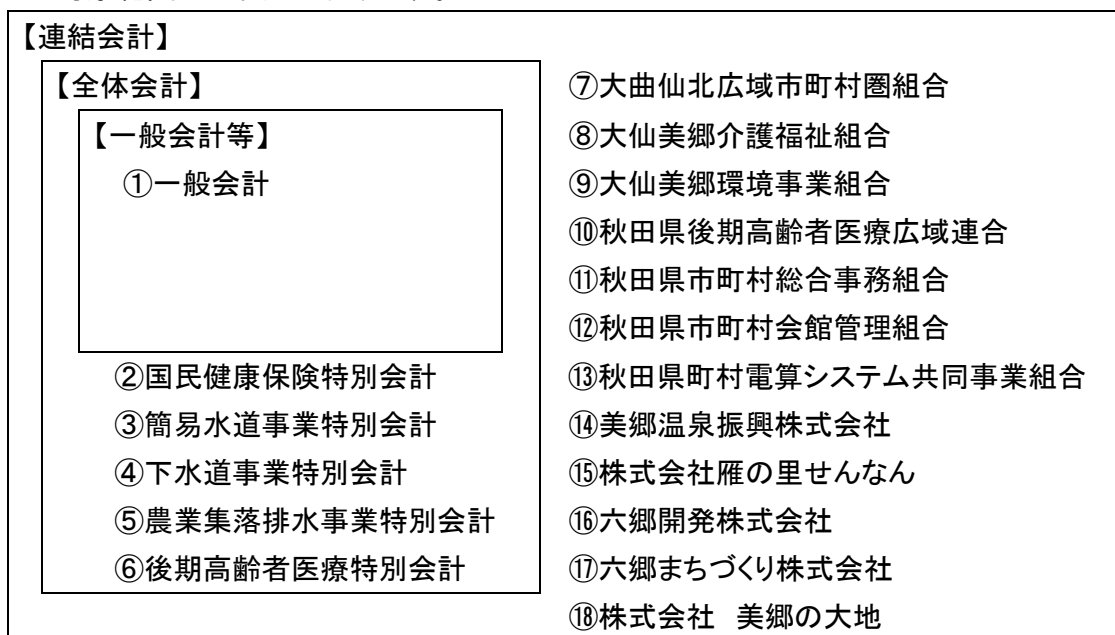 【連結会計】
【全体会計】
【一般会計等】
①一般会計
②国民健康保険特別会計
③簡易水道事業特別会計
④下水道事業特別会計
⑤農業集落排水事業特別会計
⑥後期高齢者医療特別会計
⑦大曲仙北広域市町村圏組合
⑧大仙美郷介護福祉組合
⑨大仙美郷環境事業組合
⑩秋田県後期高齢者医療広域連合
⑪秋田県市町村総合事務組合
⑫秋田県市町村会館管理組合
⑬秋田県町村電算システム共同事業組合
⑭美郷温泉振興株式会社
⑮株式会社雁の里せんなん
⑯六郷開発株式会社
⑰六郷まちづくり株式会社
⑱株式会社　美郷の大地